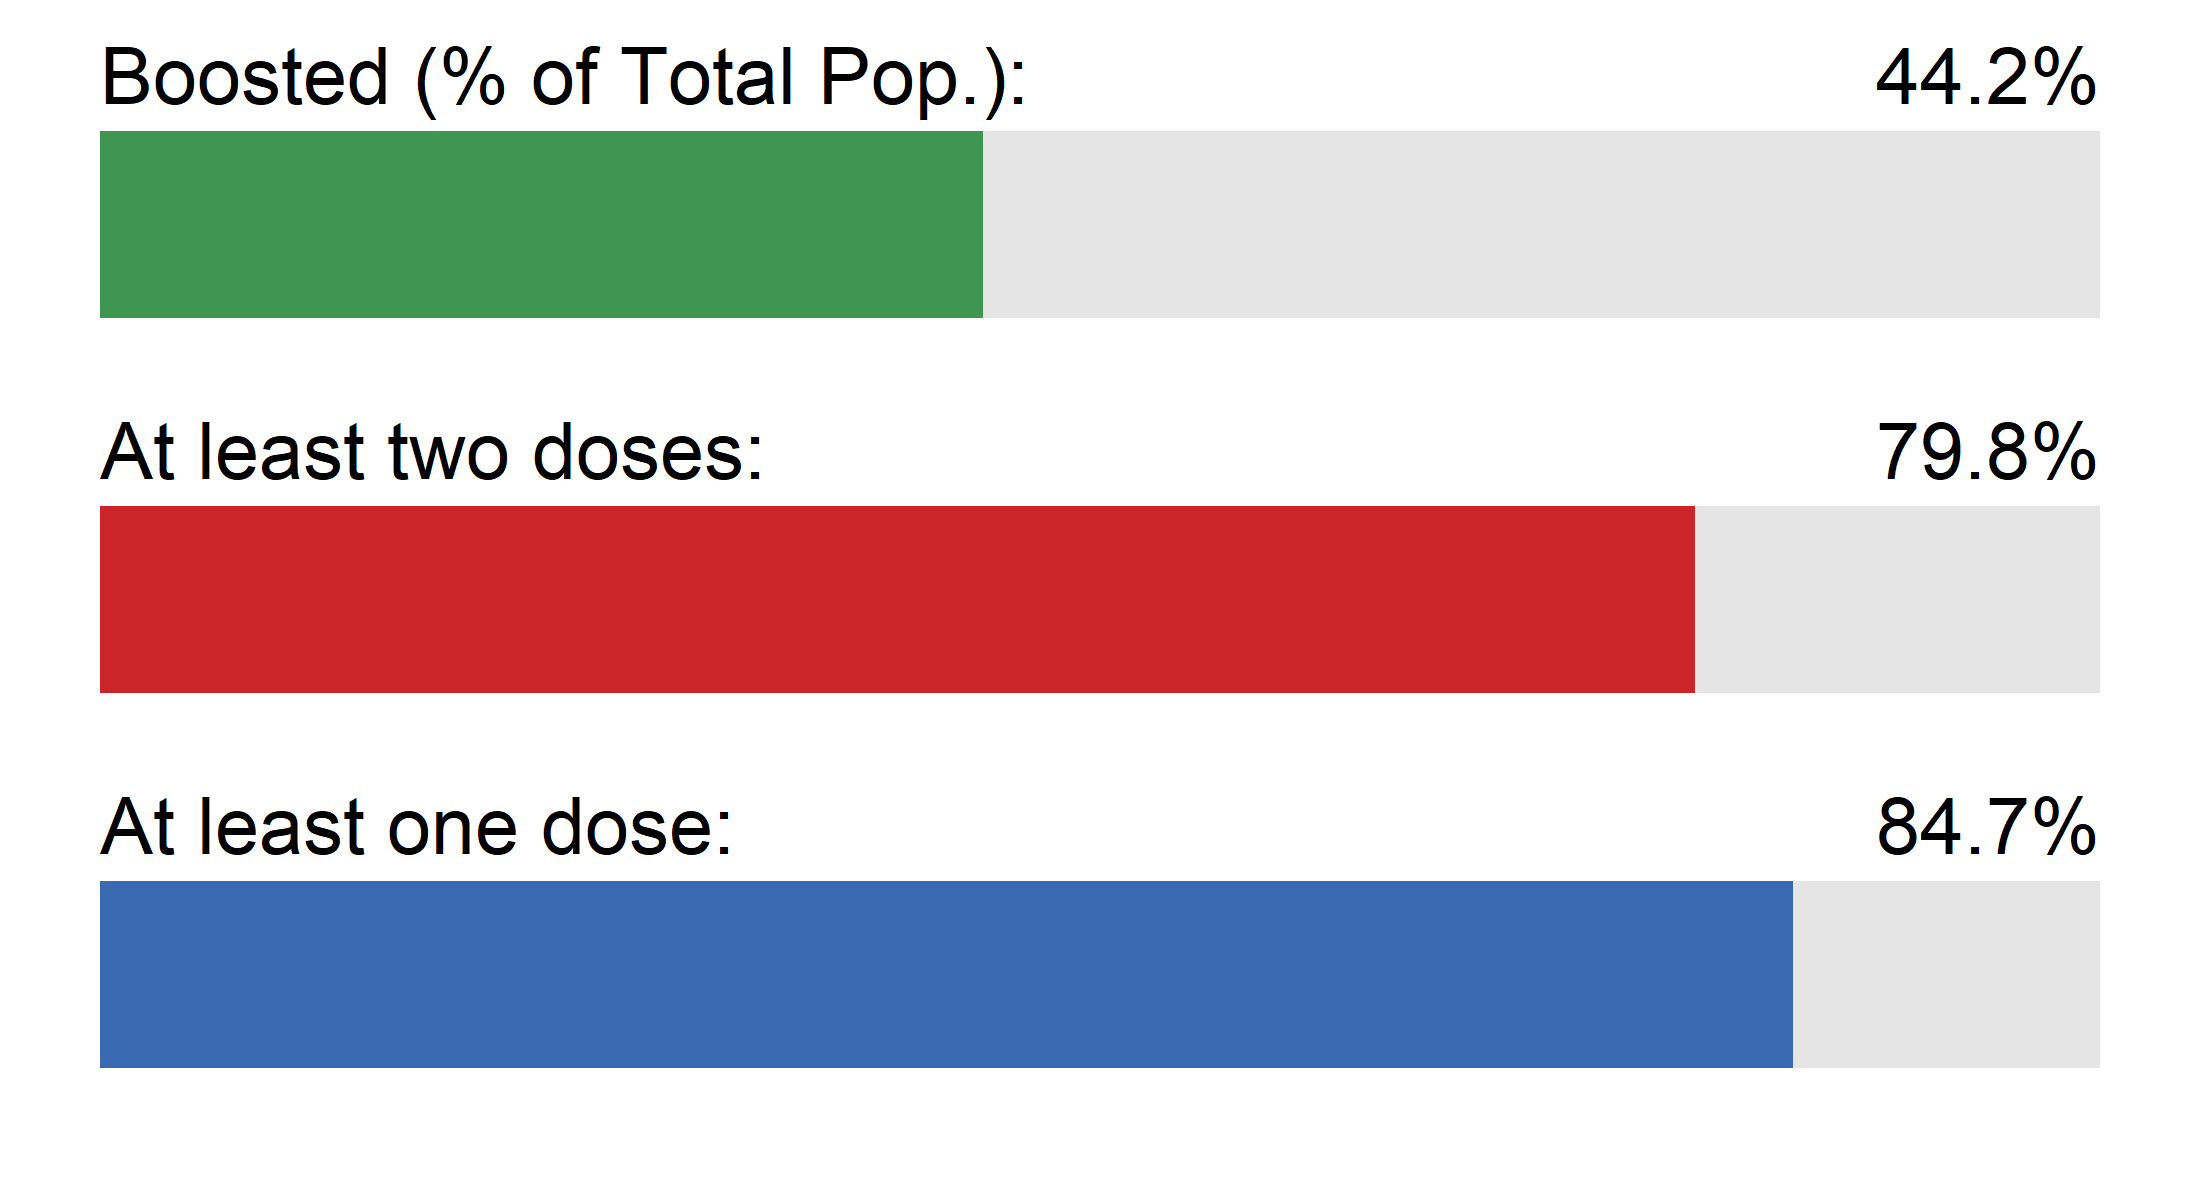 Boosted (% of Total Pop.): 44.2%
At least two doses: 79.8%
At least one dose: 84.7%